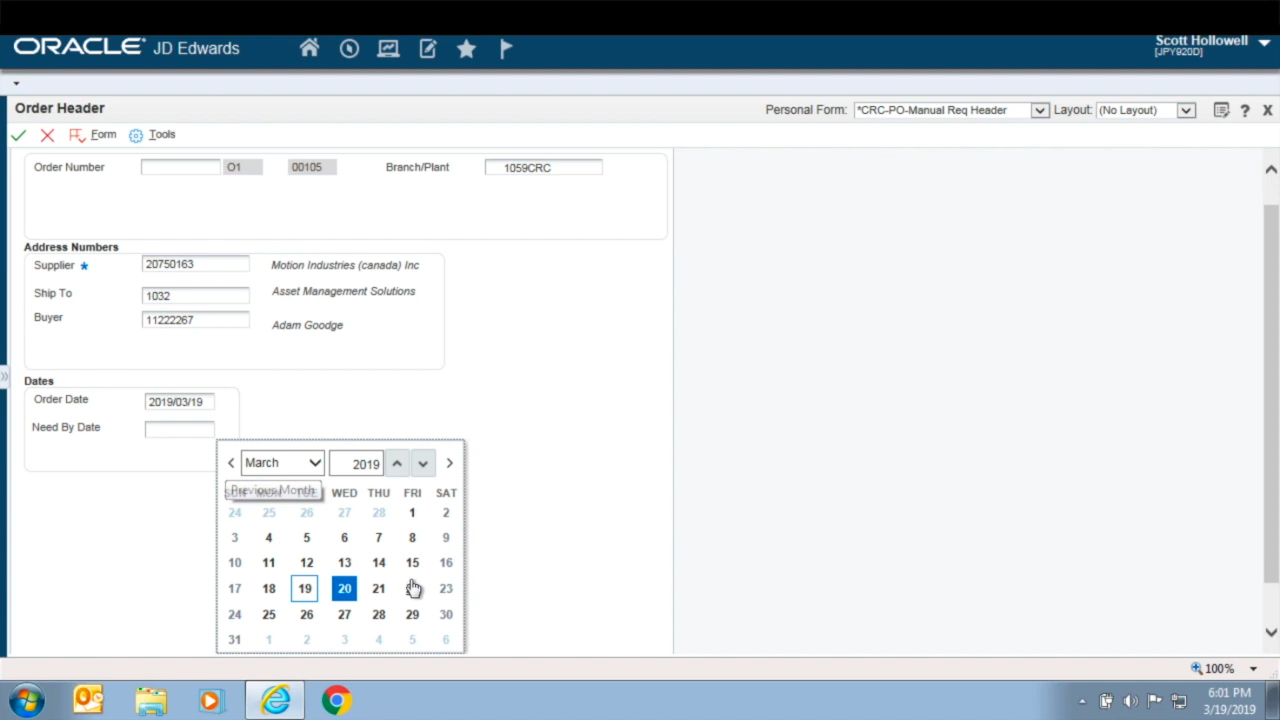 ORACLE® JD Edwards
Scott Hollowell
[JPY920D]
Order Header
Personal Form: *CRC-PO-Manual Req Header Layout: (No Layout) ? X
Form Tools
Order Number O1 00105 Branch/Plant 1059CRC
Address Numbers
Supplier 20750163 Motion Industries (canada) Inc
Ship To 1032 Asset Management Solutions
Buyer 11222267 Adam Goodge
Dates
Order Date 2019/03/19
Need By Date
March 2019
Previous Month
WED THU FRI SAT
24 25 26 27 28 1 2
3 4 5 6 7 8 9
10 11 12 13 14 15 16
17 18 19 20 21 23
24 25 26 27 28 29 30
31 1 2 3 4 5 6
100%
6:01 PM
3/19/2019